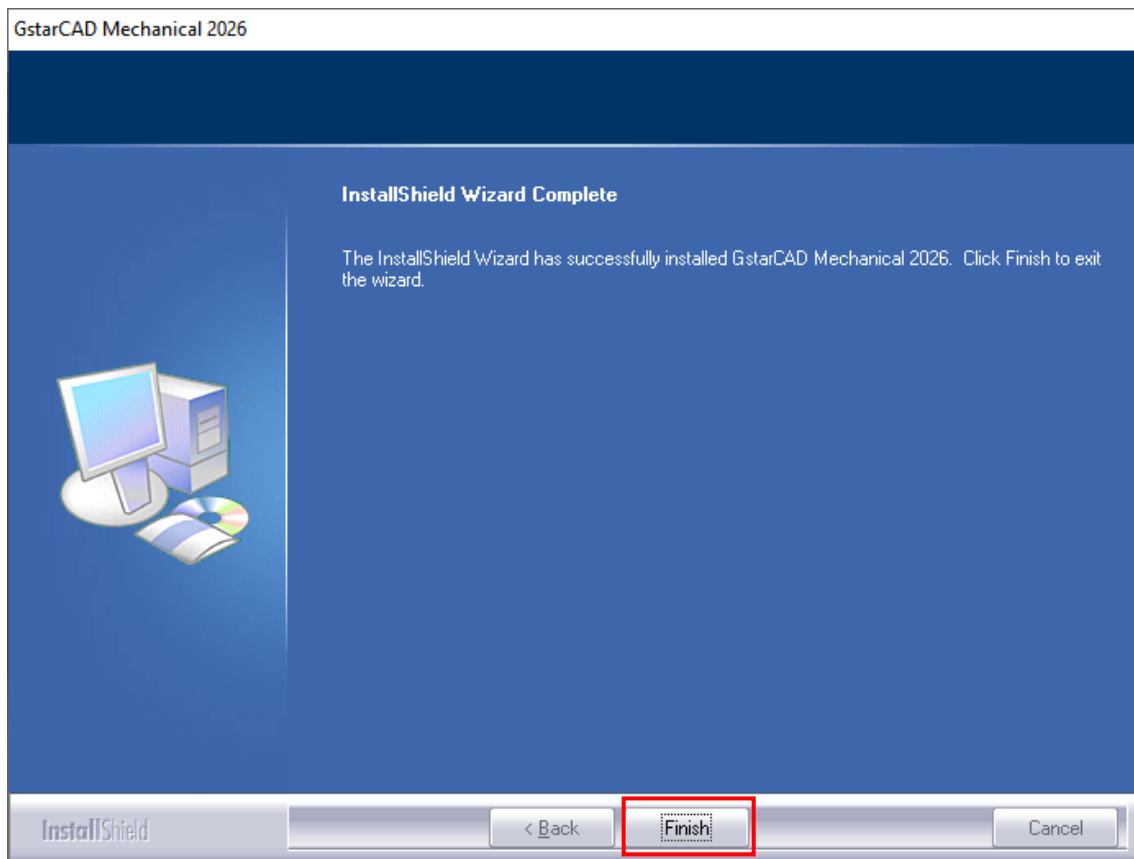 GstarCAD Mechanical 2026
InstallShield Wizard Complete
The InstallShield Wizard has successfully installed GstarCAD Mechanical 2026. Click Finish to exit
the wizard.
InstallShield
< Back
Finish
Cancel